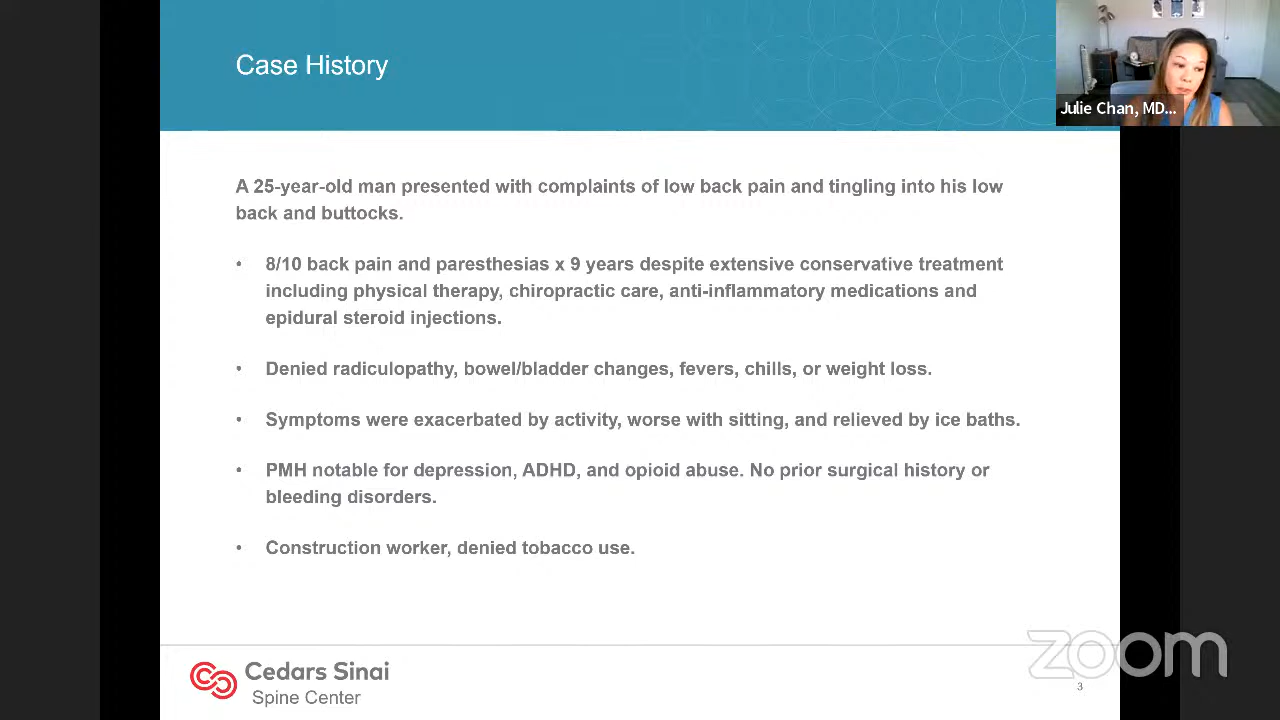 Case History
Julie Chan, MD...
A 25-year-old man presented with complaints of low back pain and tingling into his low
back and buttocks.
• 8/10 back pain and paresthesias x 9 years despite extensive conservative treatment
including physical therapy, chiropractic care, anti-inflammatory medications and
epidural steroid injections.
• Denied radiculopathy, bowel/bladder changes, fevers, chills, or weight loss.
• Symptoms were exacerbated by activity, worse with sitting, and relieved by ice baths.
• PMH notable for depression, ADHD, and opioid abuse. No prior surgical history or
bleeding disorders.
• Construction worker, denied tobacco use.
Cedars Sinai
Spine Center
zoom
3